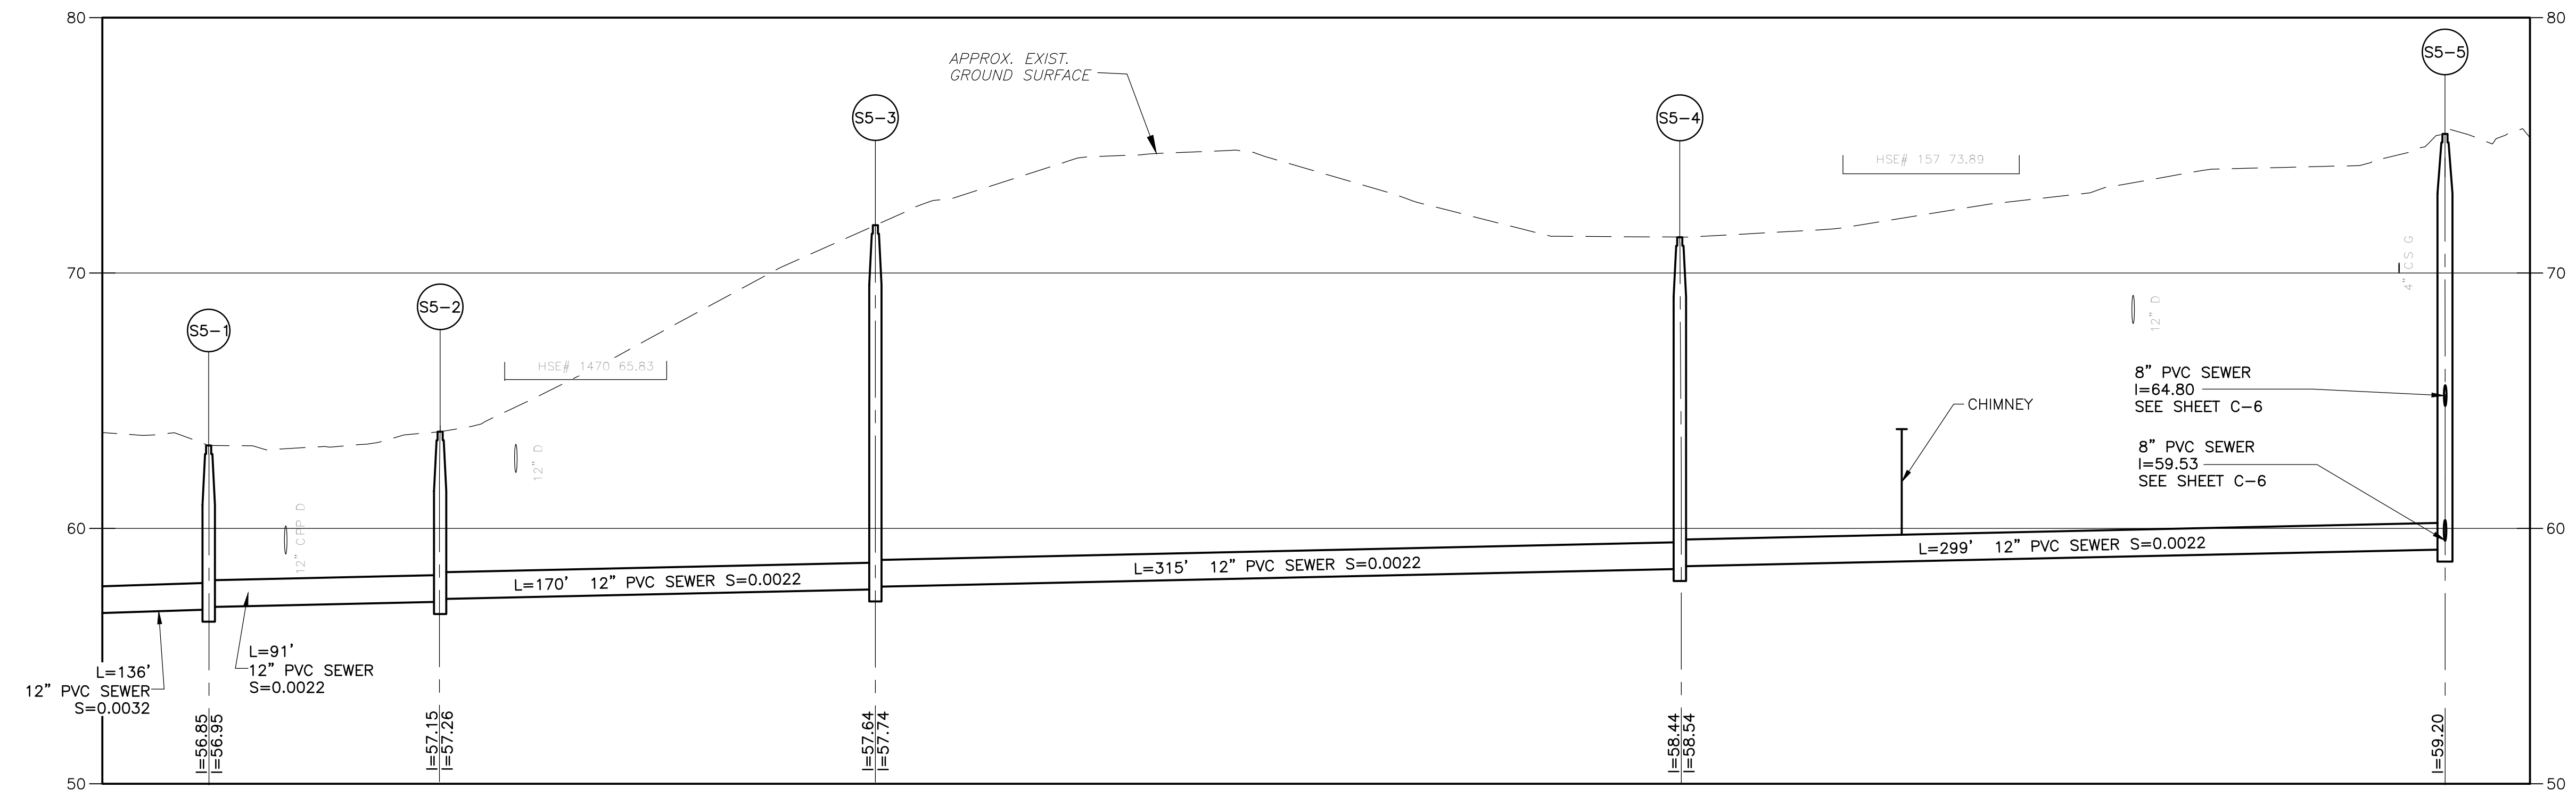 80
80
S5-5
APPROX. EXIST.
GROUND SURFACE
S5-3
S5-4
HSE# 157 73.89
70
70
4" CS G
S5-2
12" D
S5-1
HSE# 1470 65.83
8" PVC SEWER
I=64.80
SEE SHEET C-6
CHIMNEY
12" D
8" PVC SEWER
I=59.53
SEE SHEET C-6
12" CPP D
60
60
L=299' 12" PVC SEWER S=0.0022
L=315' 12" PVC SEWER S=0.0022
L=170' 12" PVC SEWER S=0.0022
L=91'
12" PVC SEWER
S=0.0022
L=136'
12" PVC SEWER
S=0.0032
I=56.85
I=56.95
I=57.15
I=57.26
I=57.64
I=57.74
I=58.44
I=58.54
I=59.20
50
50